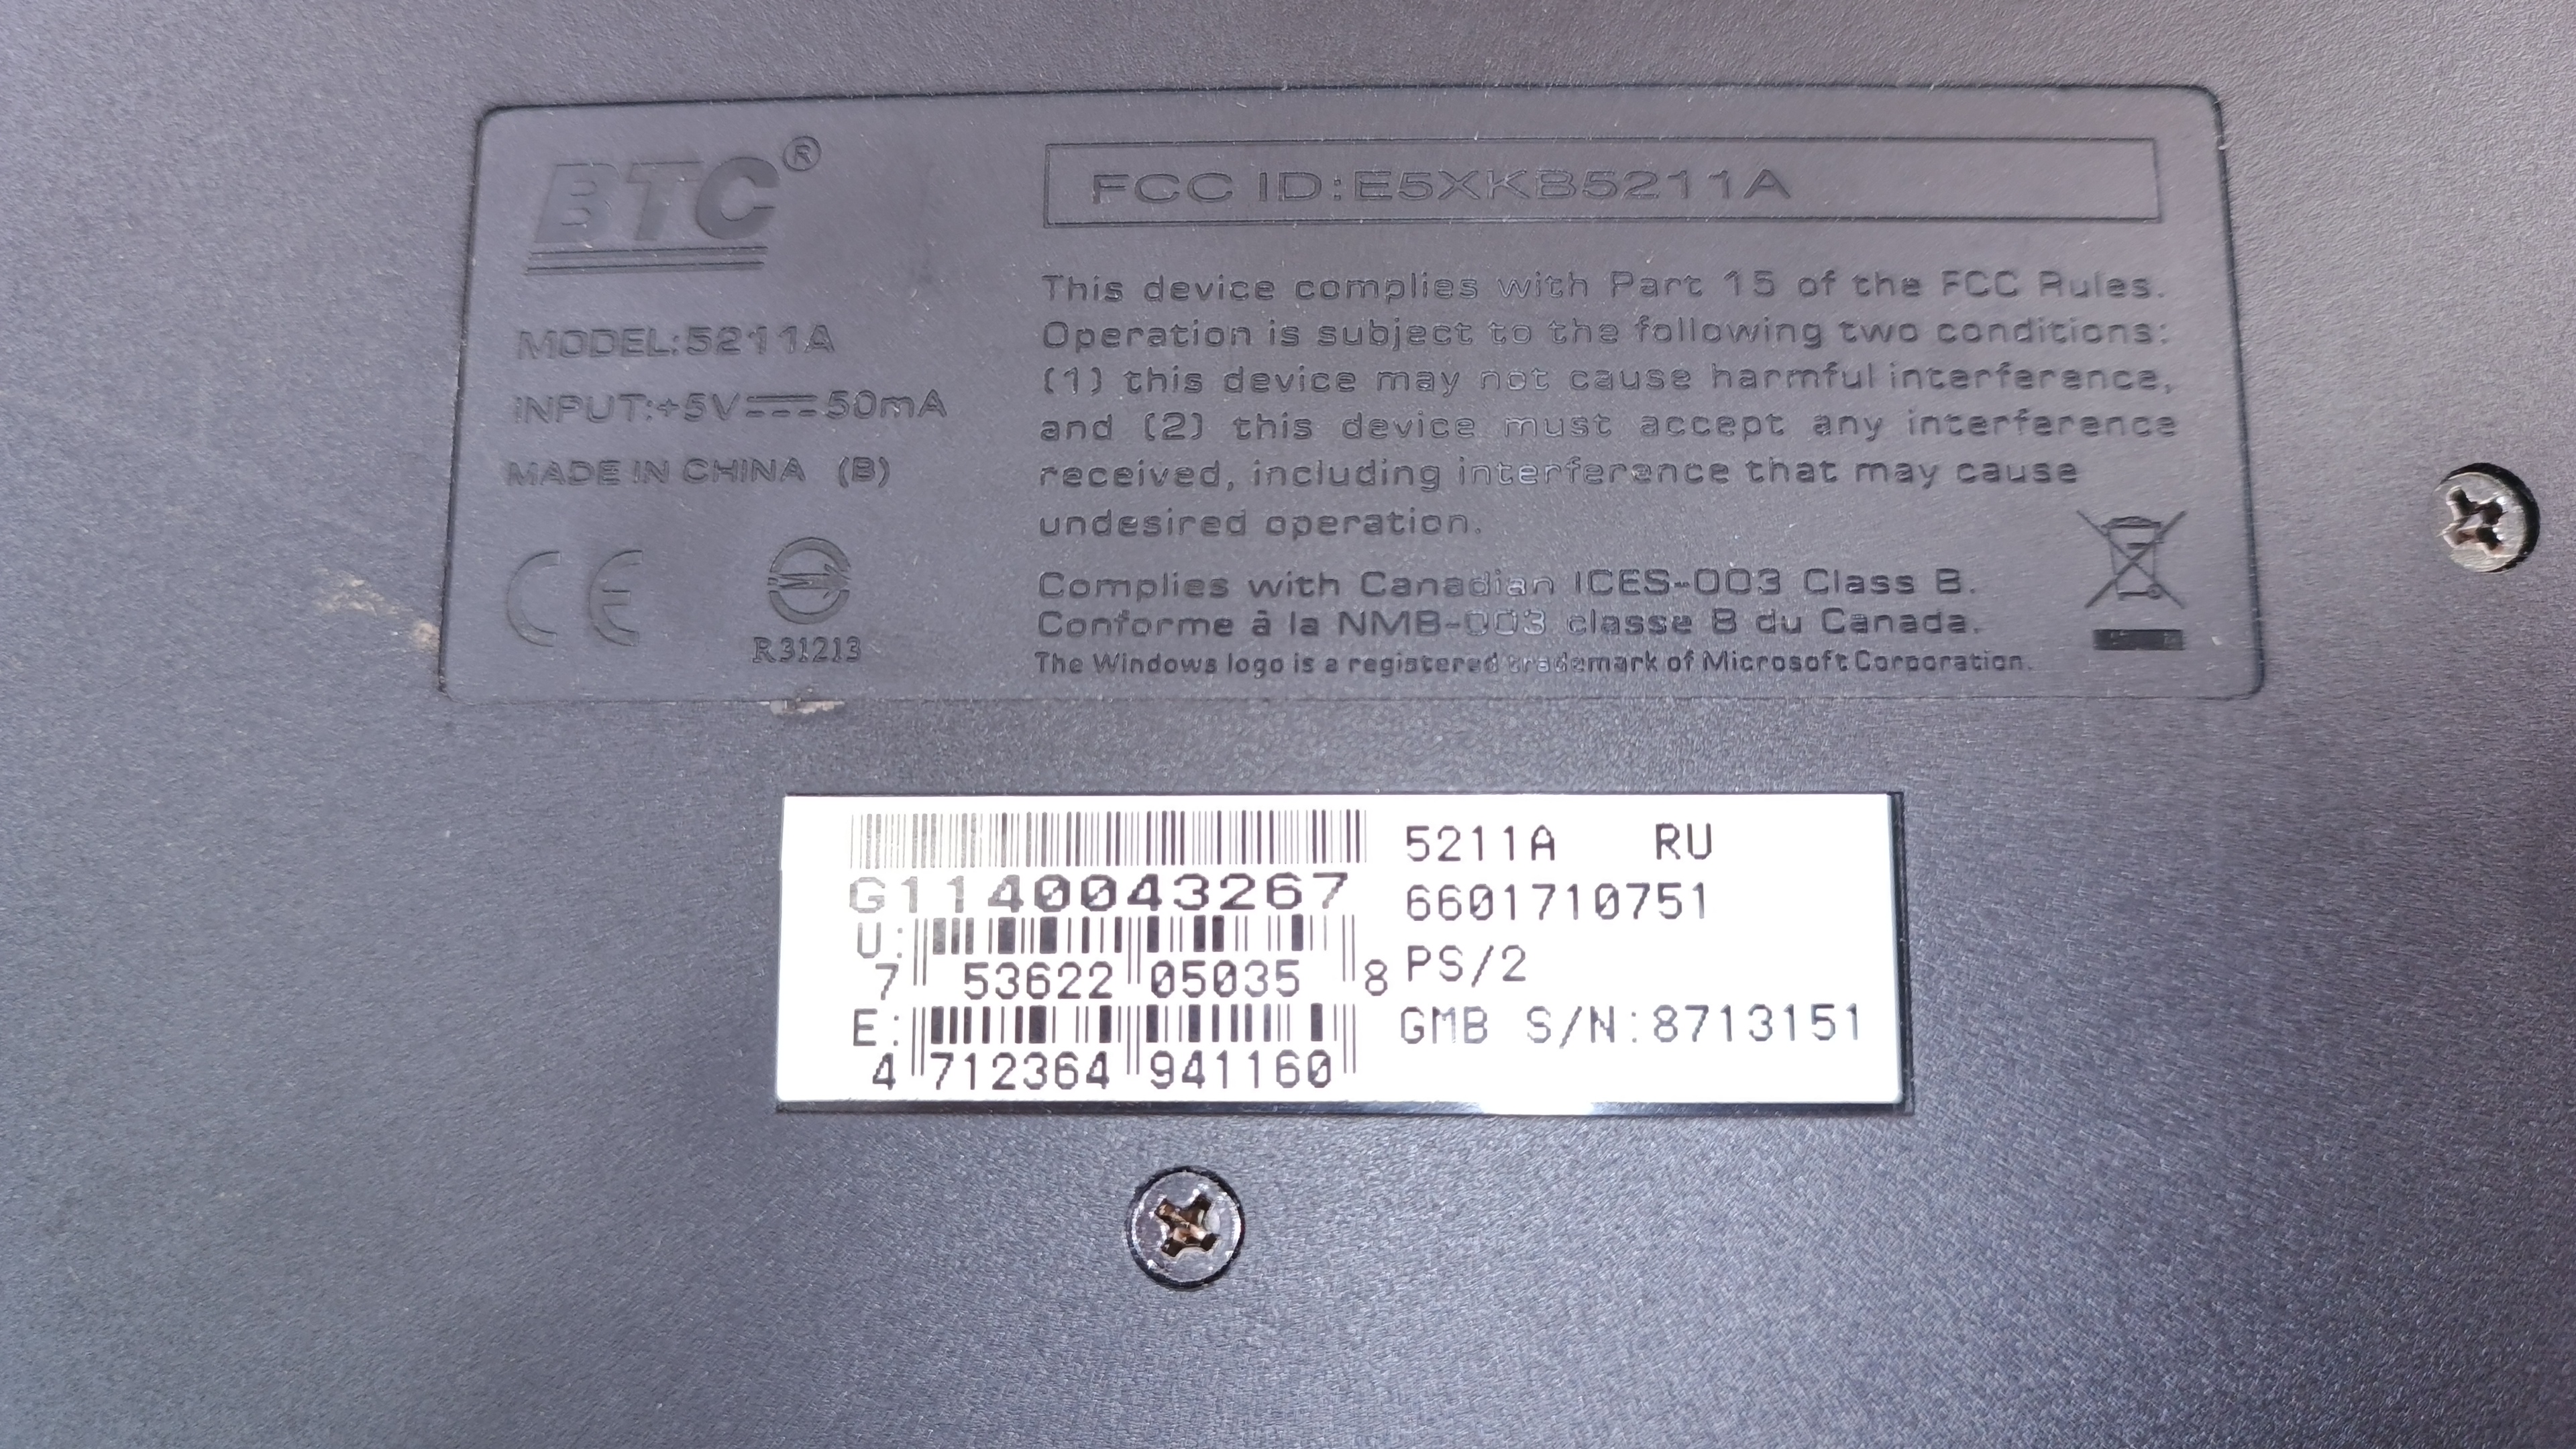 BTC®
MODEL:5211A
INPUT:+5V⎓50mA
MADE IN CHINA (B)
CE
R31213
FCC ID:E5XKB5211A
This device complies with Part 15 of the FCC Rules.
Operation is subject to the following two conditions:
(1) this device may not cause harmful interference,
and (2) this device must accept any interference
received, including interference that may cause
undesired operation.
Complies with Canadian ICES-003 Class B.
Conforme à la NMB-003 classe B du Canada.
The Windows logo is a registered trademark of Microsoft Corporation.
G1140043267
U:
7 53622 05035 8
E:
4 712364 941160
5211A RU
6601710751
PS/2
GMB S/N:8713151